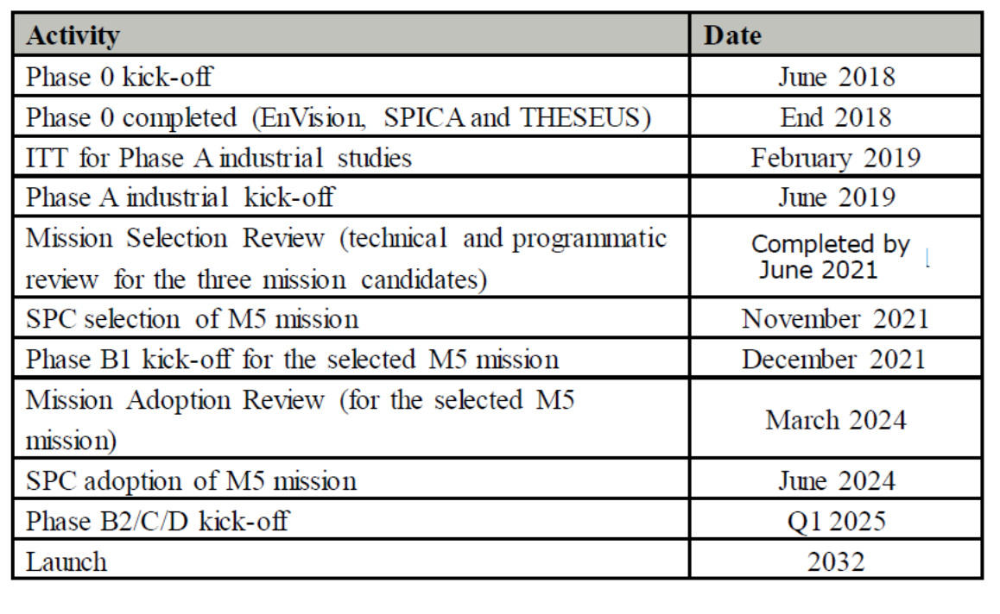 Activity Date
Phase 0 kick-off June 2018
Phase 0 completed (EnVision, SPICA and THESEUS) End 2018
ITT for Phase A industrial studies February 2019
Phase A industrial kick-off June 2019
Mission Selection Review (technical and programmatic
review for the three mission candidates)
Completed by
June 2021
SPC selection of M5 mission November 2021
Phase B1 kick-off for the selected M5 mission December 2021
Mission Adoption Review (for the selected M5
mission)
March 2024
SPC adoption of M5 mission June 2024
Phase B2/C/D kick-off Q1 2025
Launch 2032